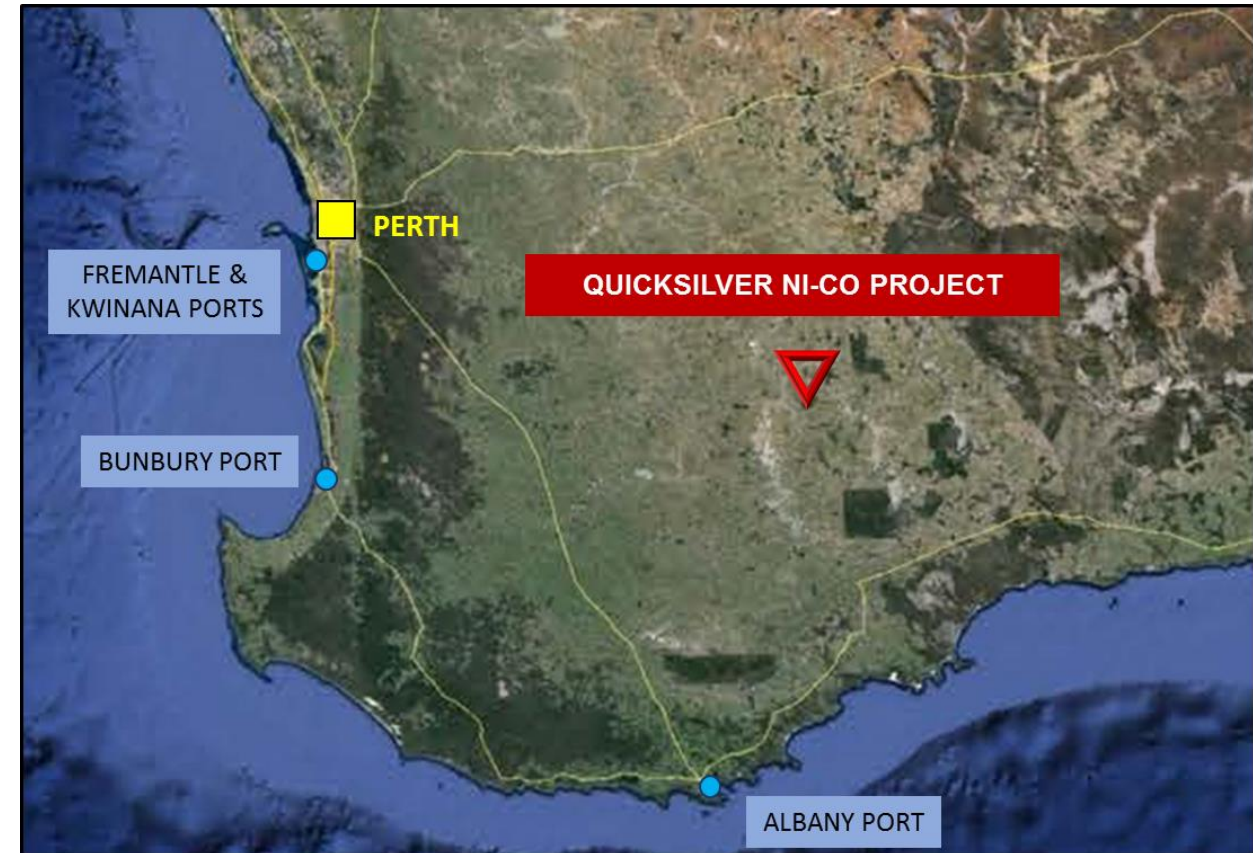 PERTH
FREMANTLE &
KWINANA PORTS
QUICKSILVER NI-CO PROJECT
BUNBURY PORT
ALBANY PORT